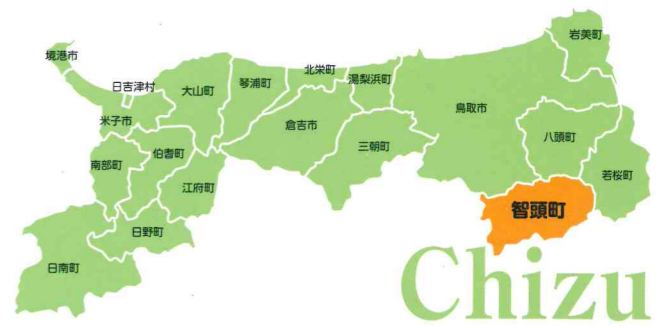 岩美町
境港市
北栄町
日吉津村
大山町
琴浦町
湯梨浜町
鳥取市
米子市
倉吉市
八頭町
三朝町
伯耆町
南部町
若桜町
江府町
智頭町
日野町
日南町
Chizu